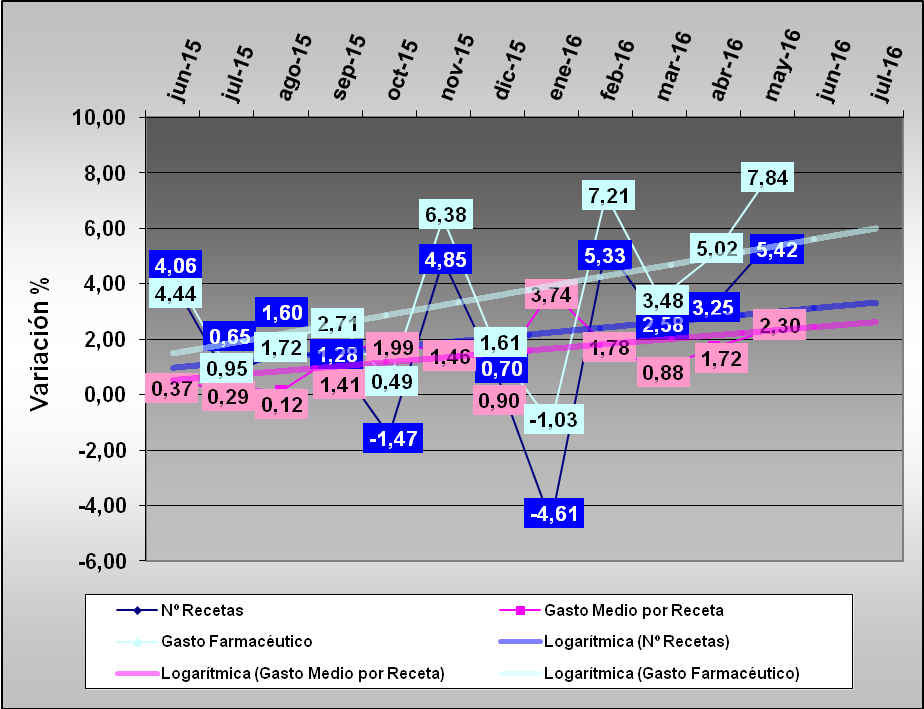 jun-15 jul-15 ago-15 sep-15 oct-15 nov-15 dic-15 ene-16 feb-16 mar-16 abr-16 may-16 jun-16 jul-16
Variación %
10,00
8,00
6,00
4,00
2,00
0,00
-2,00
-4,00
-6,00
4,06 0,65 1,60 1,28 -1,47 4,85 0,70 -4,61 5,33 2,58 3,25 5,42
4,44 0,95 1,72 2,71 0,49 6,38 1,61 -1,03 7,21 3,48 5,02 7,84
0,37 0,29 0,12 1,41 1,99 1,46 0,90 3,74 1,78 0,88 1,72 2,30
Nº Recetas Gasto Medio por Receta
Gasto Farmacéutico Logarítmica (Nº Recetas)
Logarítmica (Gasto Medio por Receta) Logarítmica (Gasto Farmacéutico)